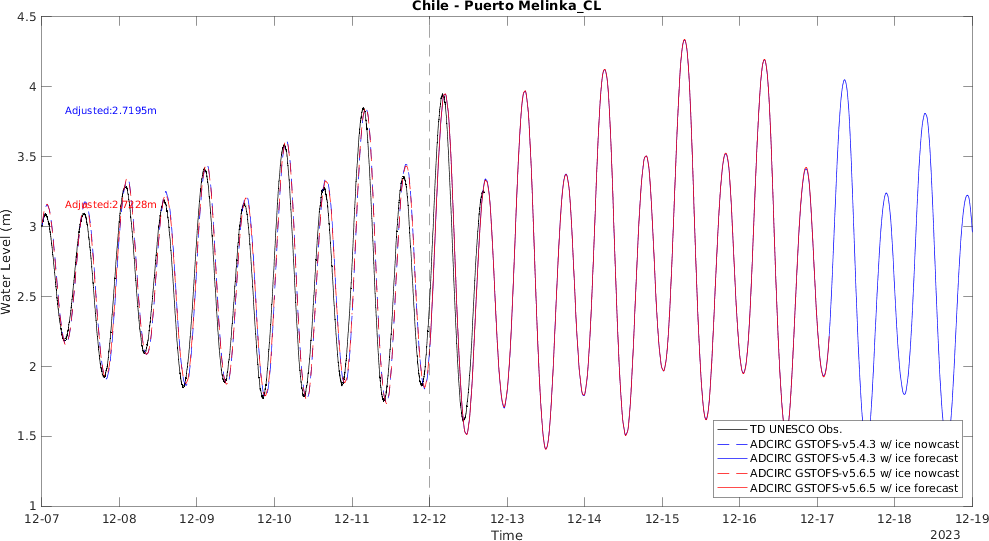 Chile - Puerto Melinka_CL
4.5
4
3.5
3
2.5
2
1.5
1
Water Level (m)
Adjusted:2.7195m
Adjusted:2.7228m
TD UNESCO Obs.
ADCIRC GSTOFS-v5.4.3 w/ ice nowcast
ADCIRC GSTOFS-v5.4.3 w/ ice forecast
ADCIRC GSTOFS-v5.6.5 w/ ice nowcast
ADCIRC GSTOFS-v5.6.5 w/ ice forecast
12-07 12-08 12-09 12-10 12-11 12-12 12-13 12-14 12-15 12-16 12-17 12-18 12-19
Time
2023